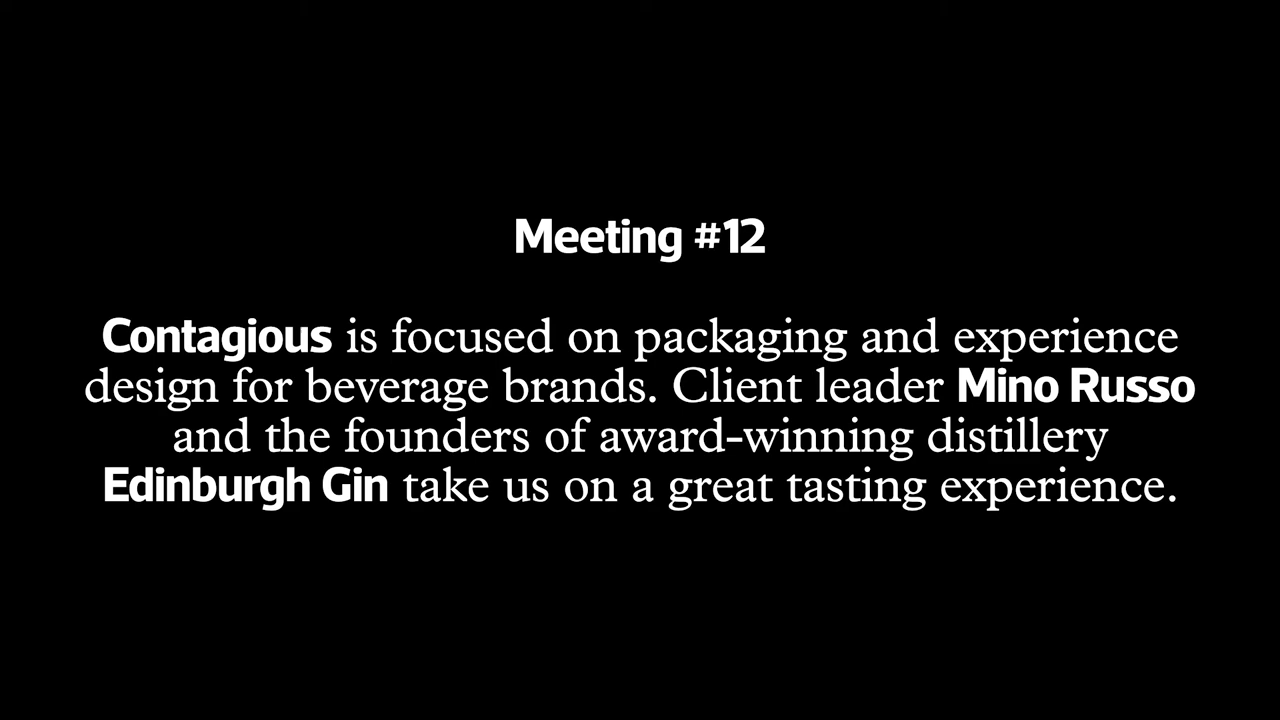 Meeting #12
Contagious is focused on packaging and experience
design for beverage brands. Client leader Mino Russo
and the founders of award-winning distillery
Edinburgh Gin take us on a great tasting experience.